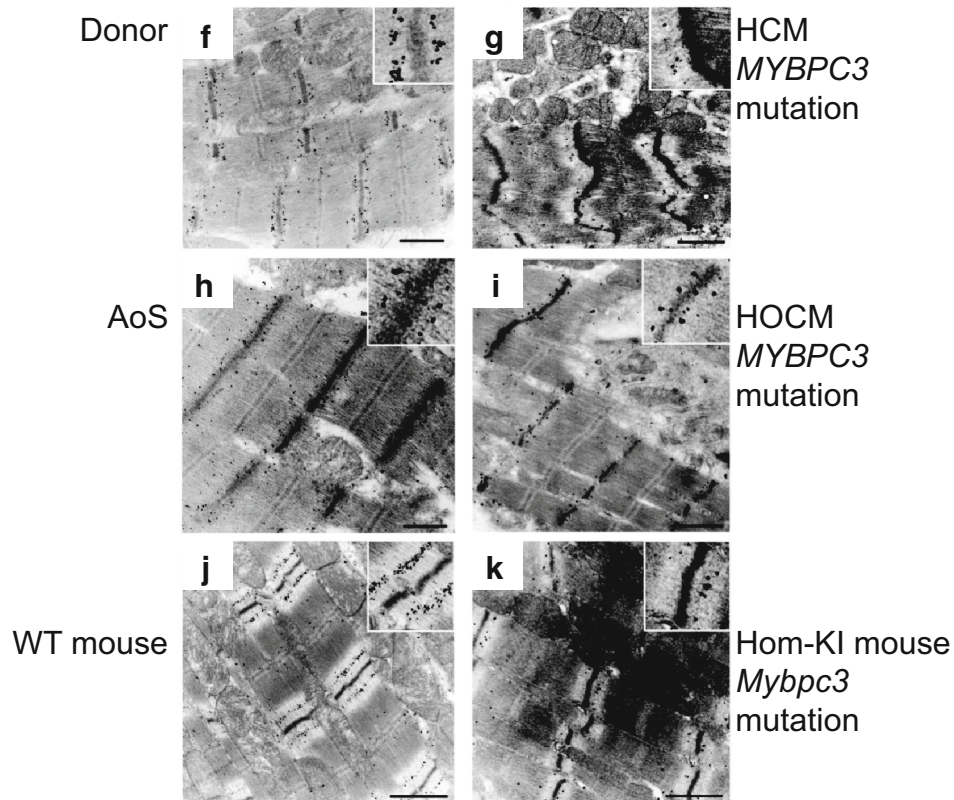 Donor
f
g
HCM
MYBPC3
mutation
AoS
h
i
HOCM
MYBPC3
mutation
WT mouse
j
k
Hom-KI mouse
Mybpc3
mutation